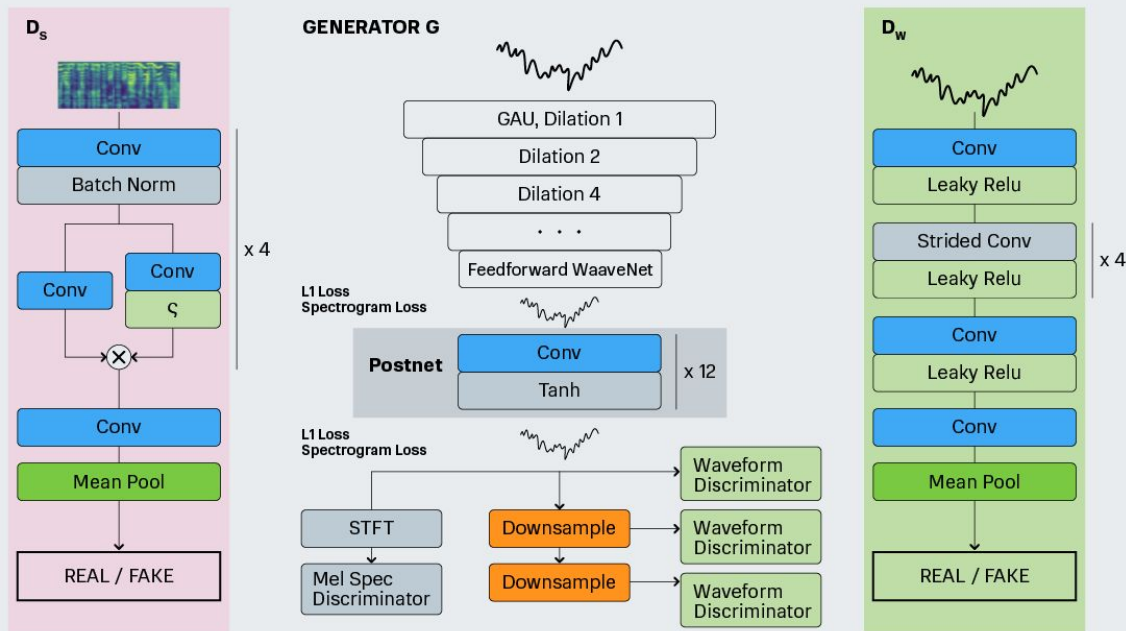 Ds
Conv
Batch Norm
Conv
Conv
ς
x 4
Conv
Mean Pool
REAL / FAKE
GENERATOR G
GAU, Dilation 1
Dilation 2
Dilation 4
. . .
Feedforward WaaveNet
L1 Loss
Spectrogram Loss
Postnet
Conv
Tanh
x 12
L1 Loss
Spectrogram Loss
STFT
Mel Spec
Discriminator
Downsample
Downsample
Waveform
Discriminator
Waveform
Discriminator
Waveform
Discriminator
Dw
Conv
Leaky Relu
Strided Conv
Leaky Relu
x 4
Conv
Leaky Relu
Conv
Mean Pool
REAL / FAKE